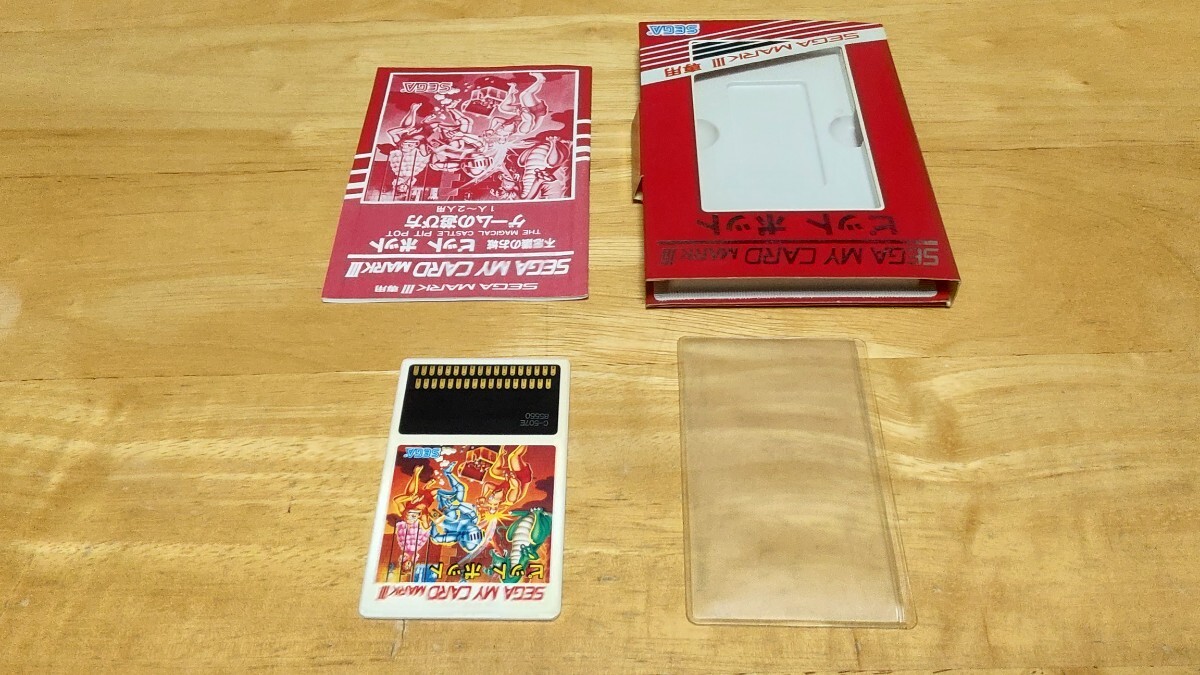 SEGA MARK III 専用
SEGA MY CARD MARK III
不思議のお城 ピット ポット
THE MAGICAL CASTLE PIT POT
ゲームの遊び方
1人～2人用
SEGA
SEGA MY CARD MARK III
ピット ポット
SEGA MARK III 専用
SEGA
SEGA MY CARD MARK III
ピット ポット
SEGA
C-507E
85550